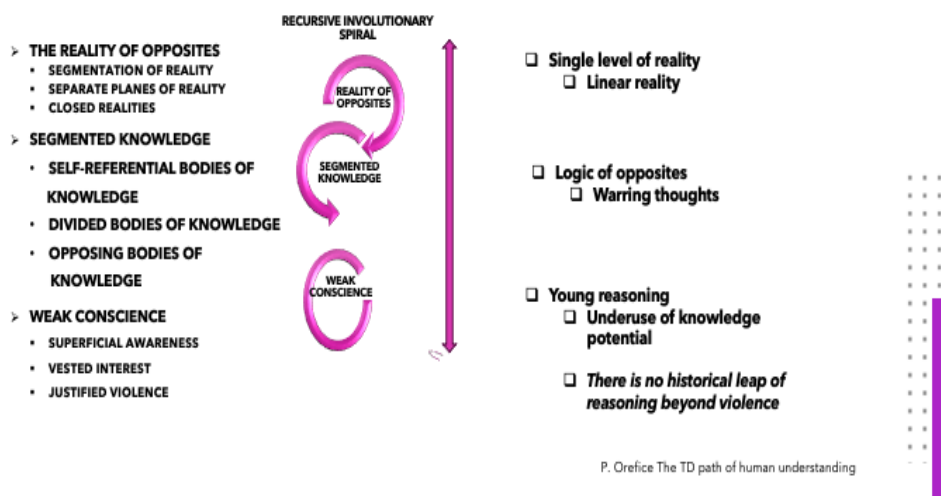 RECURSIVE INVOLUTIONARY
SPIRAL
THE REALITY OF OPPOSITES
SEGMENTATION OF REALITY
SEPARATE PLANES OF REALITY
CLOSED REALITIES
SEGMENTED KNOWLEDGE
SELF-REFERENTIAL BODIES OF
KNOWLEDGE
DIVIDED BODIES OF KNOWLEDGE
OPPOSING BODIES OF
KNOWLEDGE
WEAK CONSCIENCE
SUPERFICIAL AWARENESS
VESTED INTEREST
JUSTIFIED VIOLENCE
REALITY OF
OPPOSITES
SEGMENTED
KNOWLEDGE
WEAK
CONSCIENCE
Single level of reality
Linear reality
Logic of opposites
Warring thoughts
Young reasoning
Underuse of knowledge
potential
There is no historical leap of
reasoning beyond violence
P. Orefice The TD path of human understanding